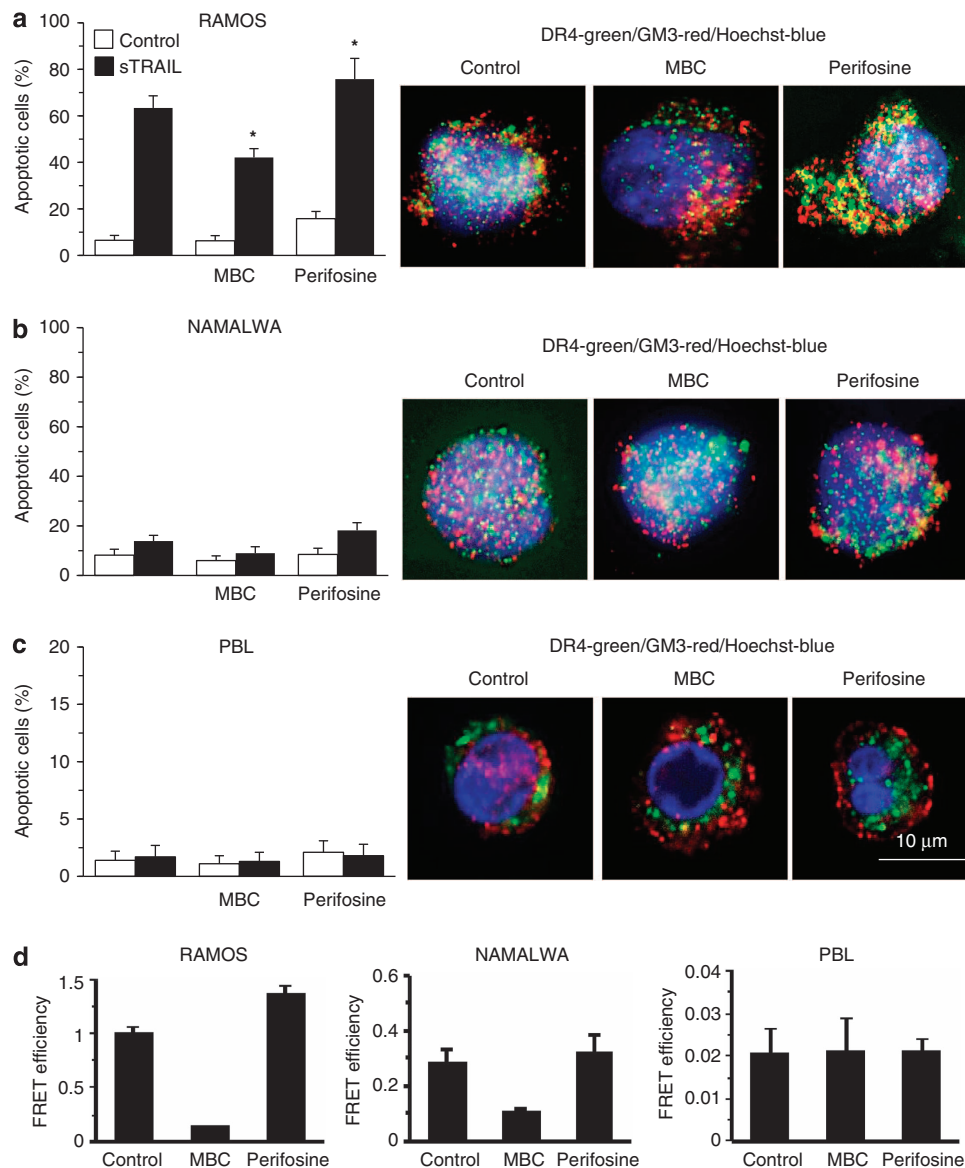 a
RAMOS
Control
sTRAIL
Apoptotic cells (%)
100
80
60
40
20
0
*
*
MBC
Perifosine
DR4-green/GM3-red/Hoechst-blue
Control
MBC
Perifosine
b
NAMALWA
Apoptotic cells (%)
100
80
60
40
20
0
MBC
Perifosine
DR4-green/GM3-red/Hoechst-blue
Control
MBC
Perifosine
c
PBL
Apoptotic cells (%)
20
15
10
5
0
MBC
Perifosine
DR4-green/GM3-red/Hoechst-blue
Control
MBC
Perifosine
10 μm
d
RAMOS
FRET efficiency
1.5
1
0.5
0
Control
MBC
Perifosine
NAMALWA
FRET efficiency
0.6
0.4
0.2
0
Control
MBC
Perifosine
PBL
FRET efficiency
0.04
0.03
0.02
0.01
0
Control
MBC
Perifosine